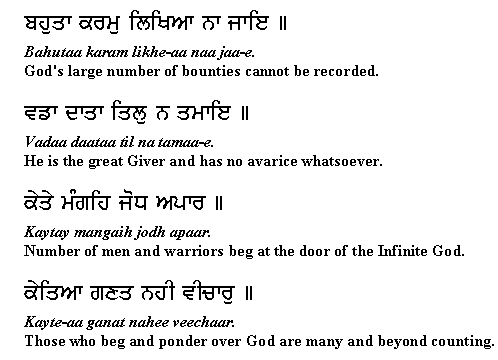 ਬਹੁਤਾ ਕਰਮੁ ਲਿਖਿਆ ਨਾ ਜਾਇ ॥
Bahutaa karam likhe-aa naa jaa-e.
God's large number of bounties cannot be recorded.
ਵਡਾ ਦਾਤਾ ਤਿਲੁ ਨ ਤਮਾਇ ॥
Vadaa daataa til na tamaa-e.
He is the great Giver and has no avarice whatsoever.
ਕੇਤੇ ਮੰਗਹਿ ਜੋਧ ਅਪਾਰ ॥
Kaytay mangaih jodh apaar.
Number of men and warriors beg at the door of the Infinite God.
ਕੇਤਿਆ ਗਣਤ ਨਹੀ ਵੀਚਾਰੁ ॥
Kayte-aa ganat nahee veechaar.
Those who beg and ponder over God are many and beyond counting.